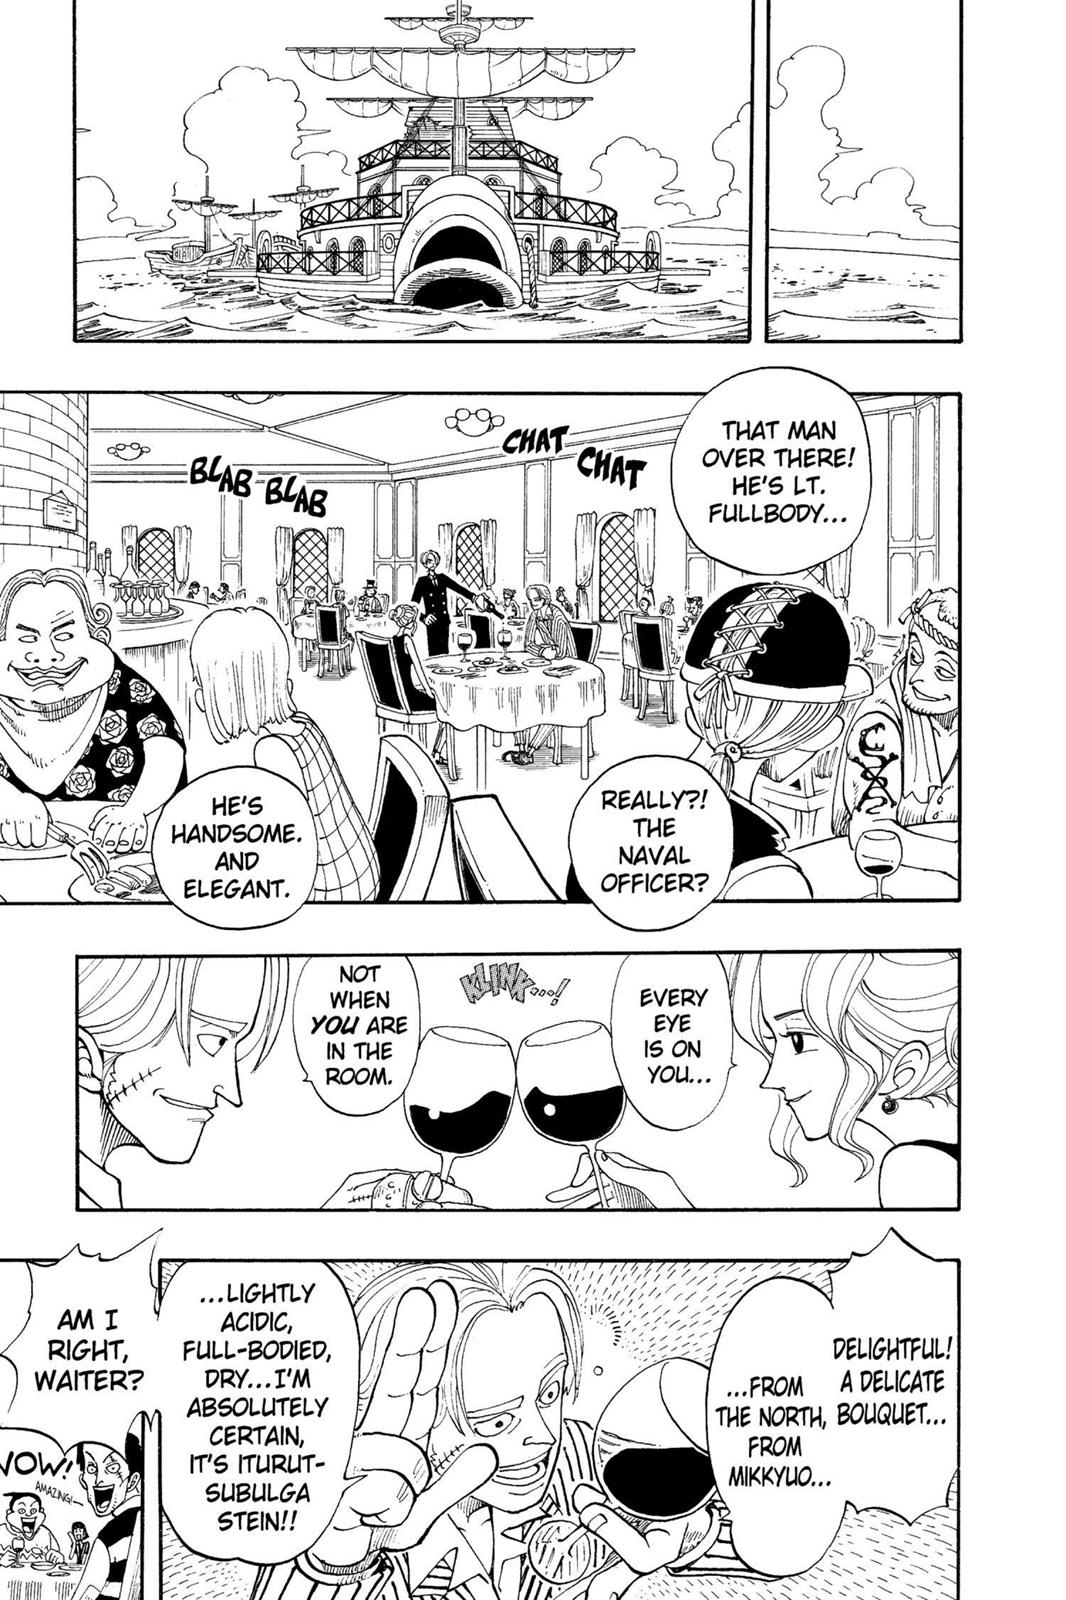 THAT MAN
OVER THERE!
HE'S LT.
FULLBODY...
CHAT
CHAT
BLAB BLAB
REALLY?!
THE
NAVAL
OFFICER?
HE'S
HANDSOME.
AND
ELEGANT.
EVERY
EYE
IS ON
YOU...
KLINK...!
NOT
WHEN
YOU ARE
IN THE
ROOM.
DELIGHTFUL!
A DELICATE
BOUQUET...
...FROM
THE NORTH,
FROM
MIKKYUO...
...LIGHTLY
ACIDIC,
FULL-BODIED,
DRY...I'M
ABSOLUTELY
CERTAIN,
IT'S ITURUT-
SUBULGA
STEIN!!
AM I
RIGHT,
WAITER?
WOW!
AMAZING!